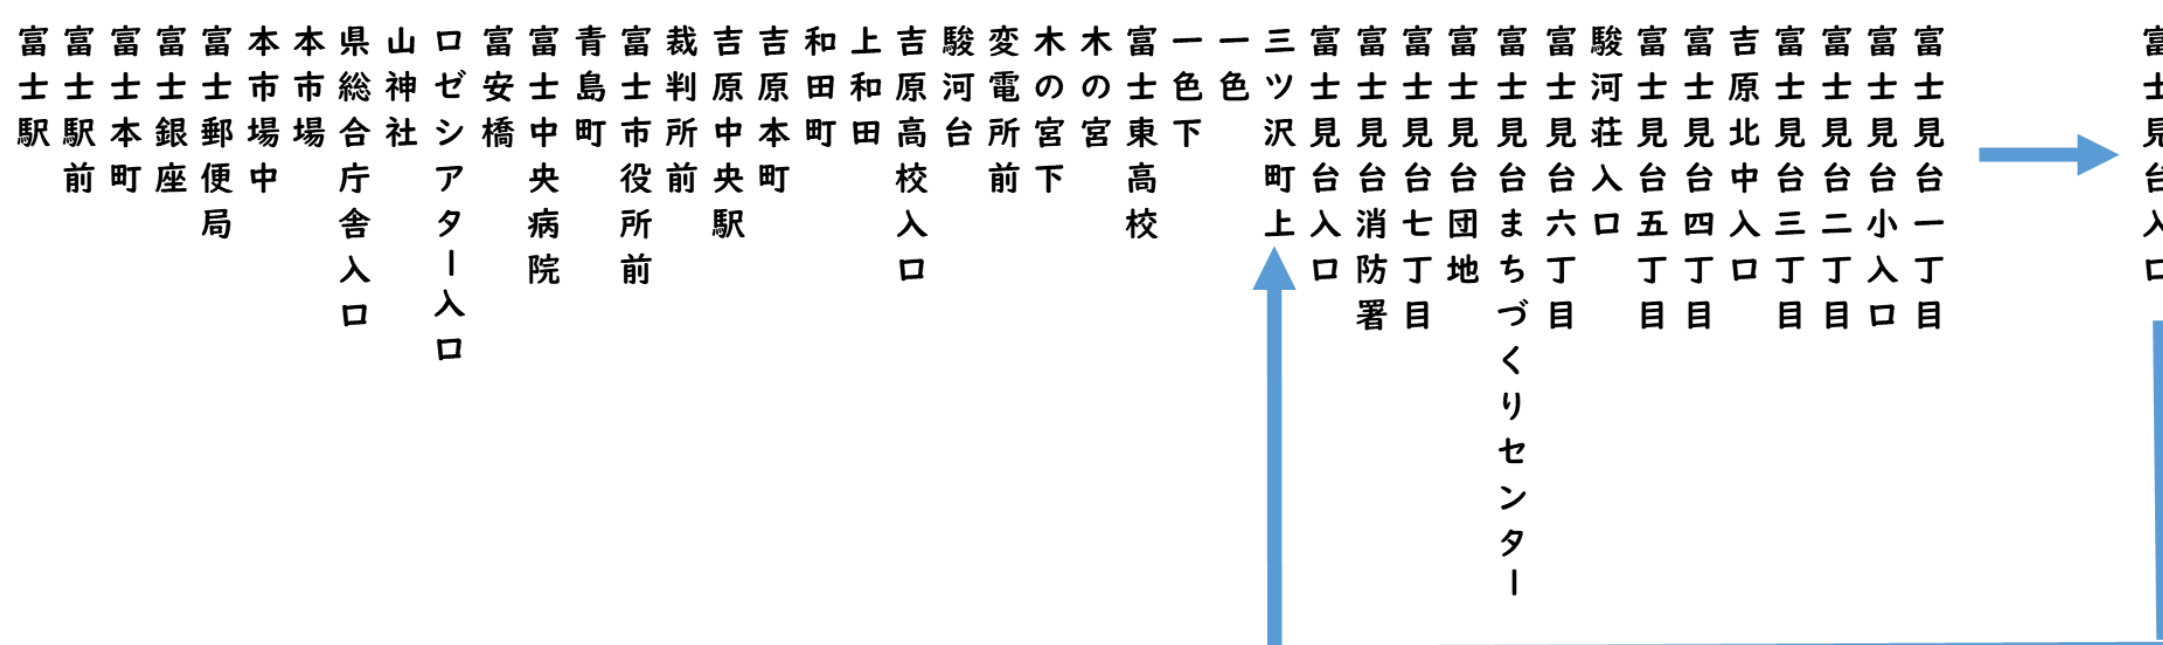 富士駅
富士駅前
富士本町
富士銀座
富士郵便局
本市場中
本市場
県総合庁舎入口
山神社
ロゼシアター入口
富安橋
富士中央病院
青島町
富士市役所前
裁判所前
吉原中央駅
吉原本町
和田町
上和田
吉原高校入口
駿河台
変電所前
木の宮下
木の宮
富士東高校
一色下
一色
三ツ沢町上
富士見台入口
富士見台消防署
富士見台七丁目
富士見台団地
富士見台まちづくりセンター
富士見台六丁目
駿河荘入口
富士見台五丁目
富士見台四丁目
吉原北中入口
富士見台三丁目
富士見台二丁目
富士見台小入口
富士見台一丁目
富士見台入口